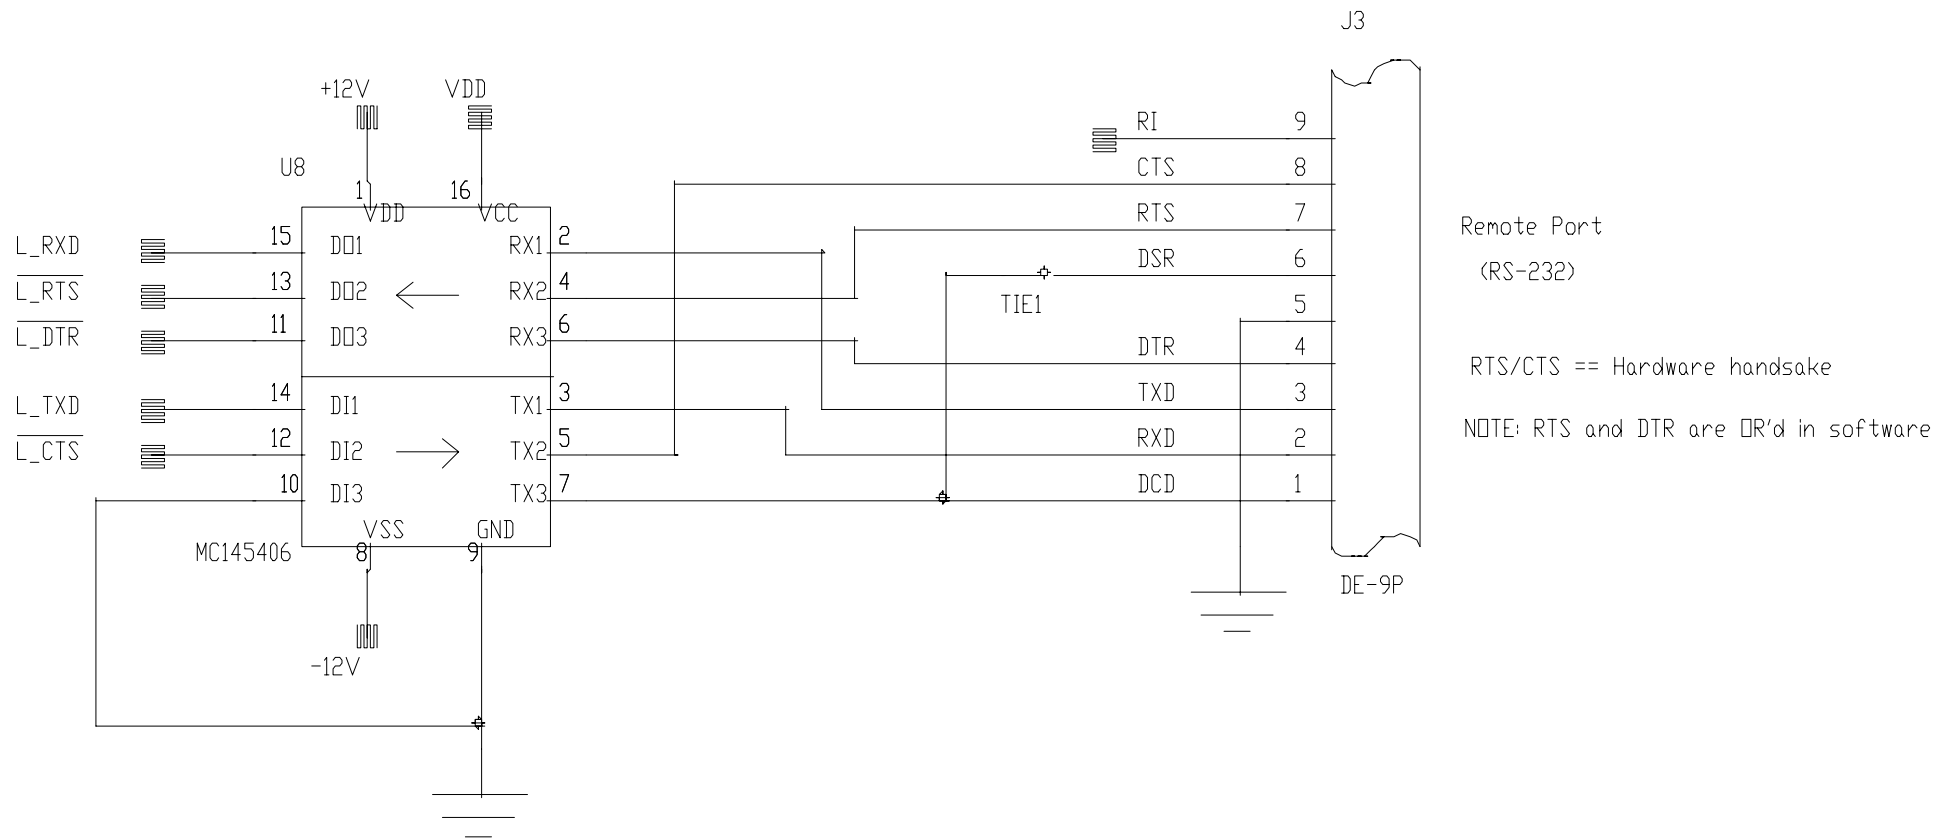 J3
+12V VDD
RI 9
U8
CTS 8
1 16
VDD VCC
RTS 7
Remote Port
L_RXD 15 DO1 RX1 2
DSR 6
(RS-232)
L_RTS 13 DO2 RX2 4
TIE1
5
L_DTR 11 DO3 RX3 6
DTR 4
RTS/CTS == Hardware handsake
L_TXD 14 DI1 TX1 3
TXD 3
NOTE: RTS and DTR are OR'd in software
L_CTS 12 DI2 TX2 5
RXD 2
10 DI3 TX3 7
DCD 1
VSS GND
MC145406 8 9
DE-9P
-12V